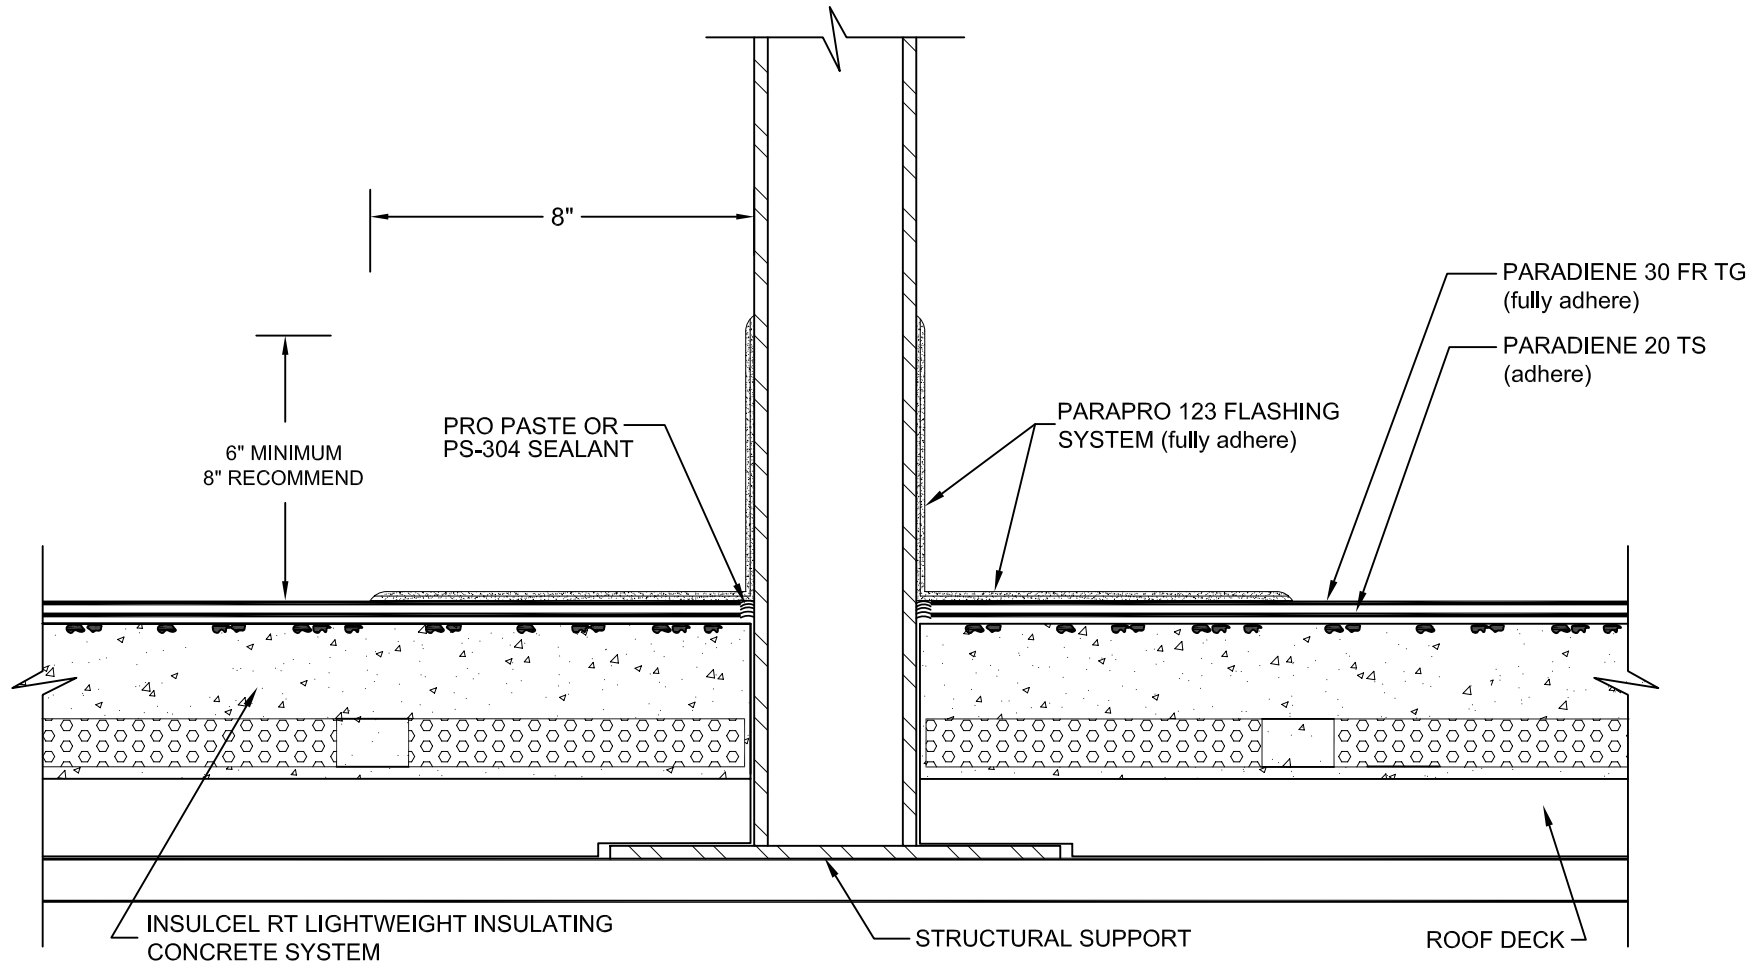 8"
PARADIENE 30 FR TG
(fully adhere)
PARADIENE 20 TS
(adhere)
PARAPRO 123 FLASHING
SYSTEM (fully adhere)
PRO PASTE OR
PS-304 SEALANT
6" MINIMUM
8" RECOMMEND
INSULCEL RT LIGHTWEIGHT INSULATING
CONCRETE SYSTEM
STRUCTURAL SUPPORT
ROOF DECK